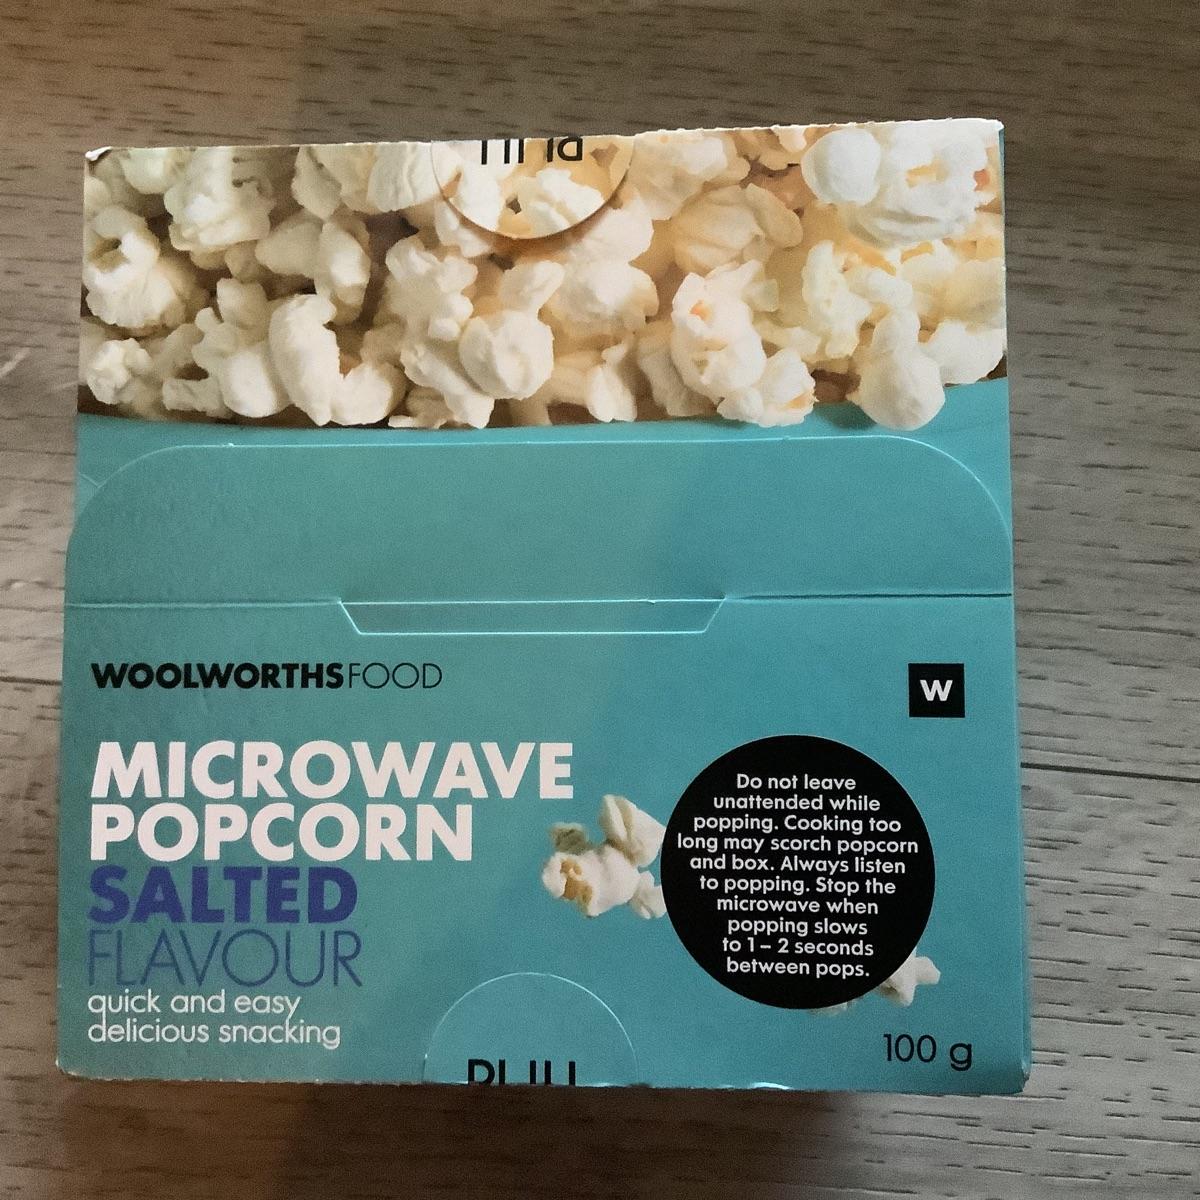 WOOLWORTHSFOOD
W
MICROWAVE
POPCORN
SALTED
FLAVOUR
quick and easy
delicious snacking
Do not leave
unattended while
popping. Cooking too
long may scorch popcorn
and box. Always listen
to popping. Stop the
microwave when
popping slows
to 1 – 2 seconds
between pops.
100 g